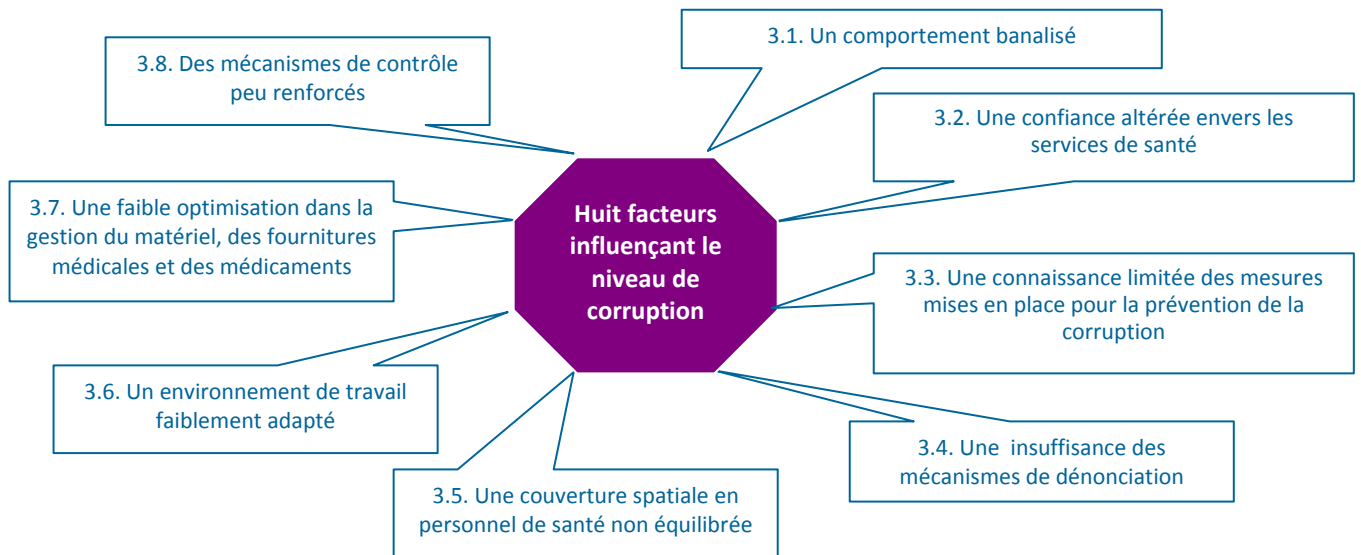 3.1. Un comportement banalisé
3.8. Des mécanismes de contrôle
peu renforcés
3.2. Une confiance altérée envers les
services de santé
3.7. Une faible optimisation dans la
gestion du matériel, des fournitures
médicales et des médicaments
Huit facteurs
influençant le
niveau de
corruption
3.3. Une connaissance limitée des mesures
mises en place pour la prévention de la
corruption
3.6. Un environnement de travail
faiblement adapté
3.4. Une  insuffisance des
mécanismes de dénonciation
3.5. Une couverture spatiale en
personnel de santé non équilibrée